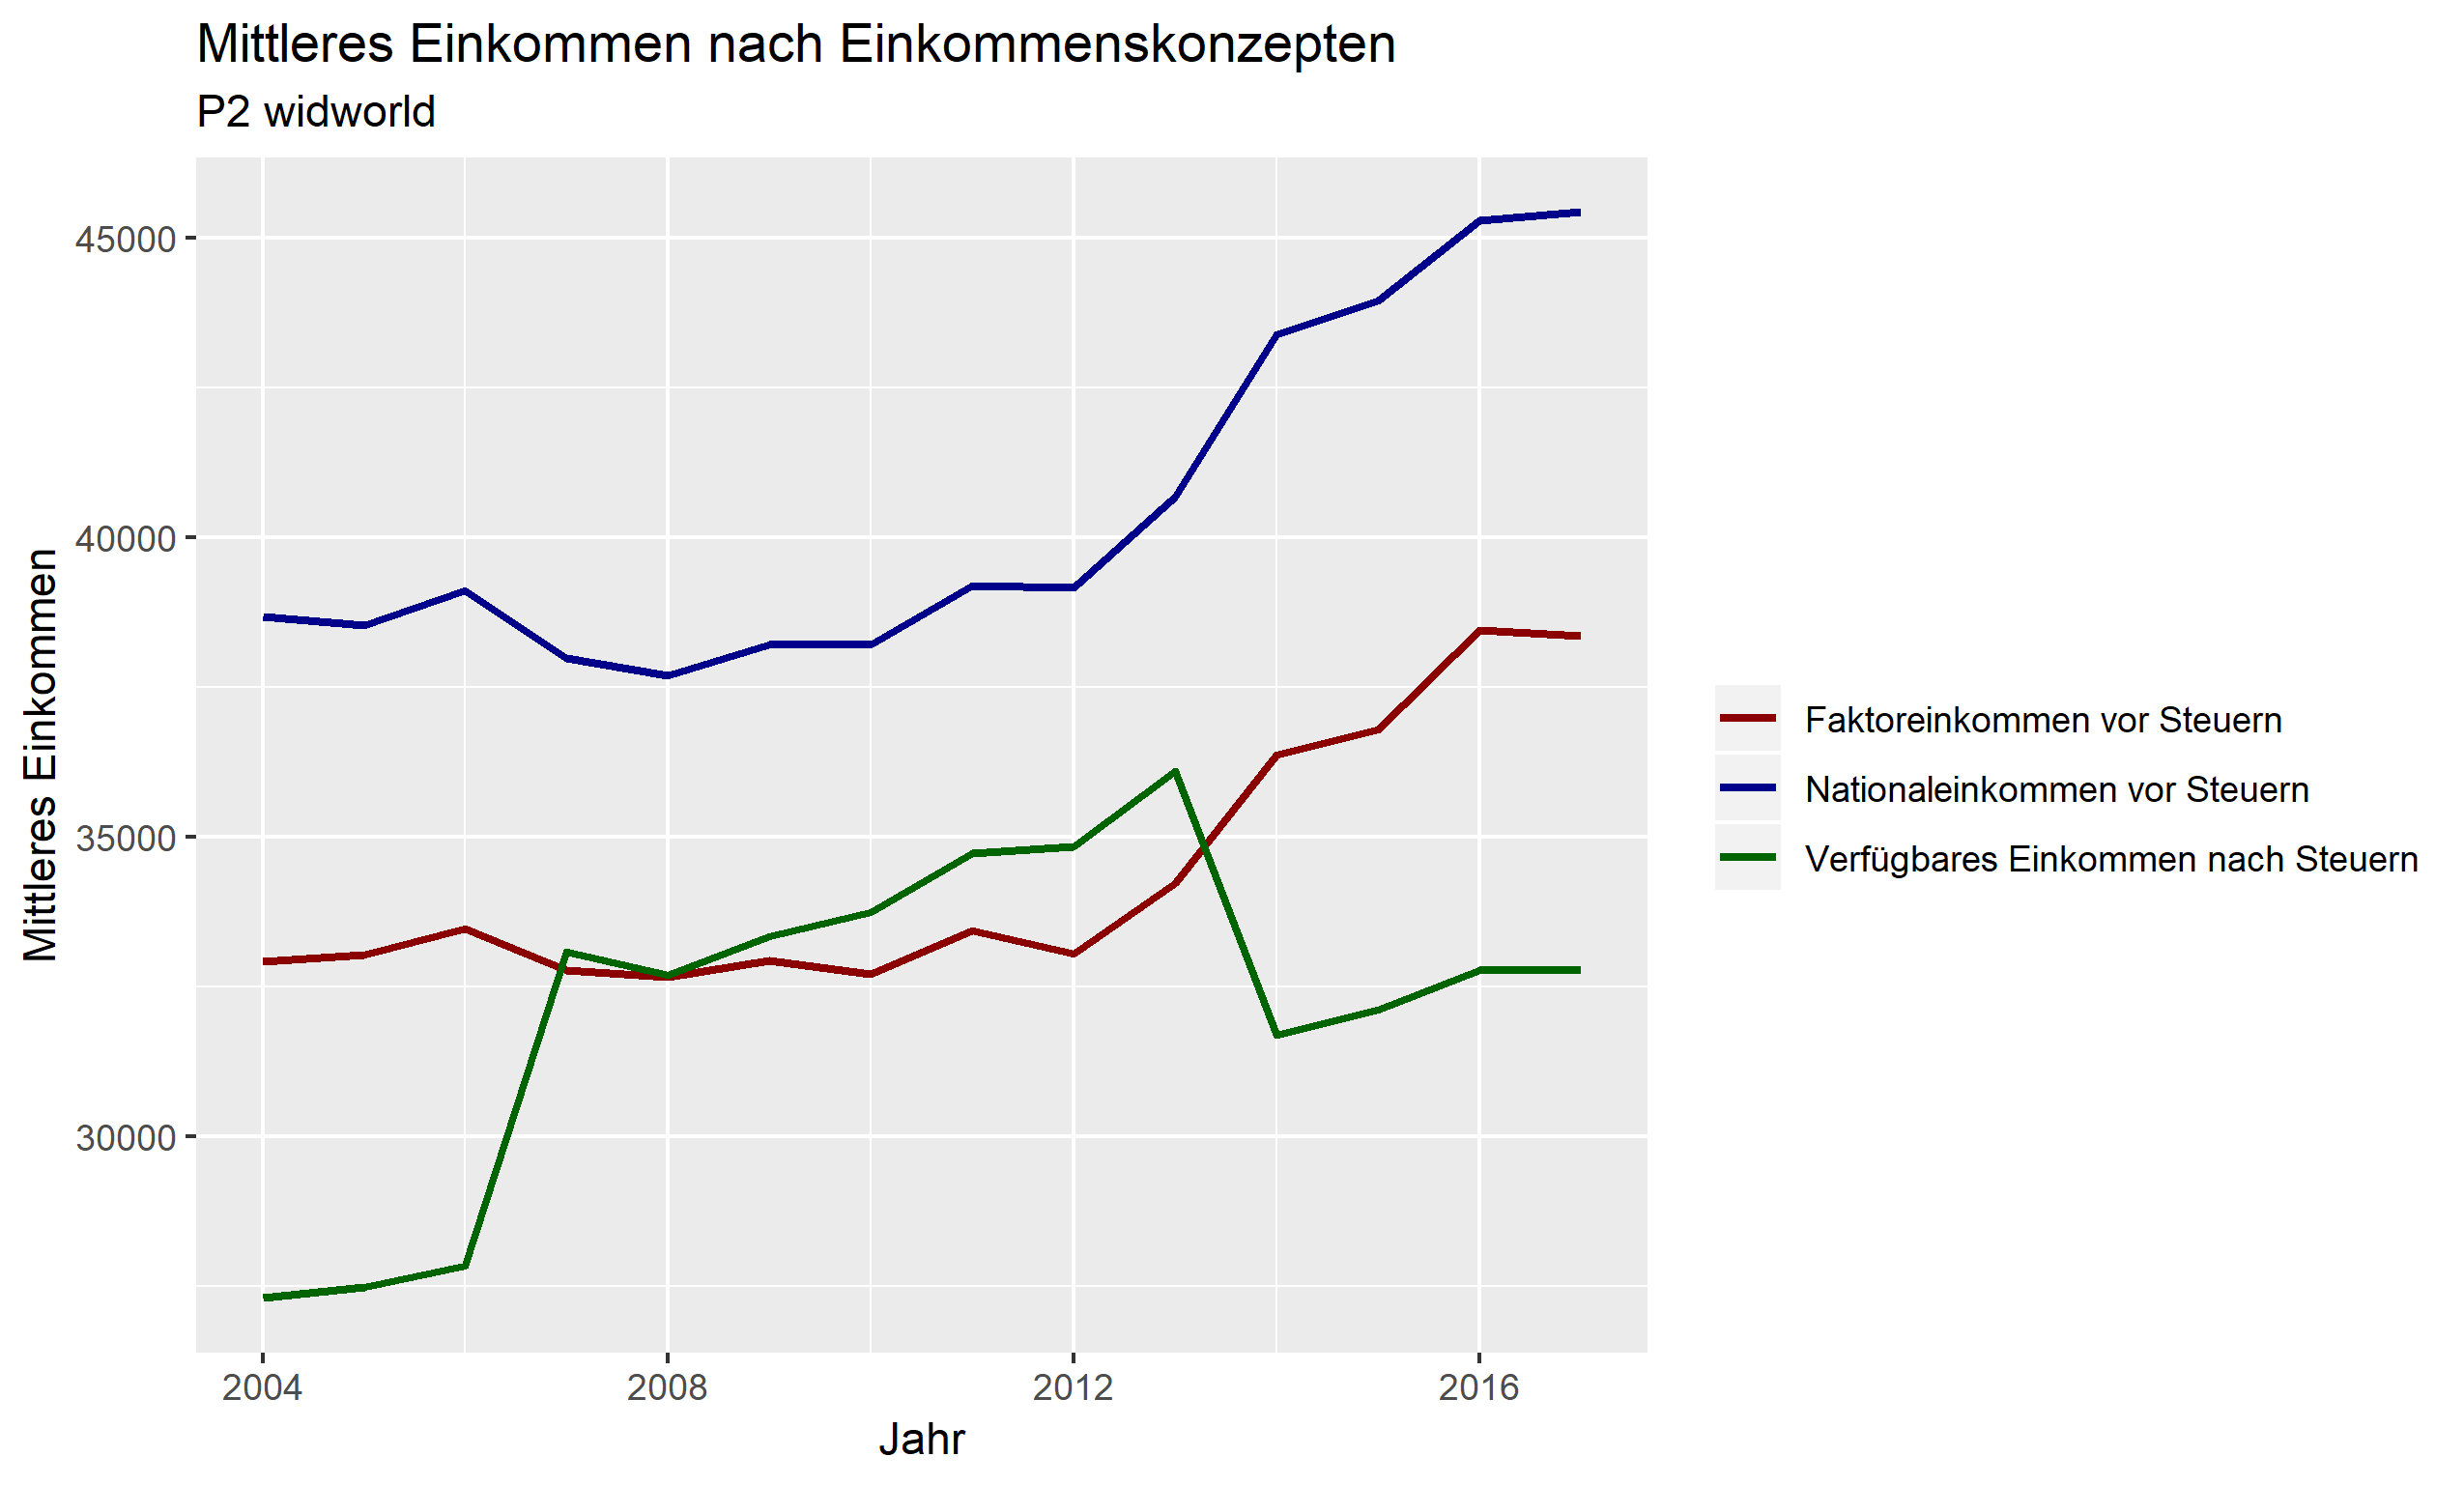 Mittleres Einkommen nach Einkommenskonzepten
P2 widworld
45000
40000
35000
30000
Mittleres Einkommen
2004
2008
2012
2016
Jahr
Faktoreinkommen vor Steuern
Nationaleinkommen vor Steuern
Verfügbares Einkommen nach Steuern